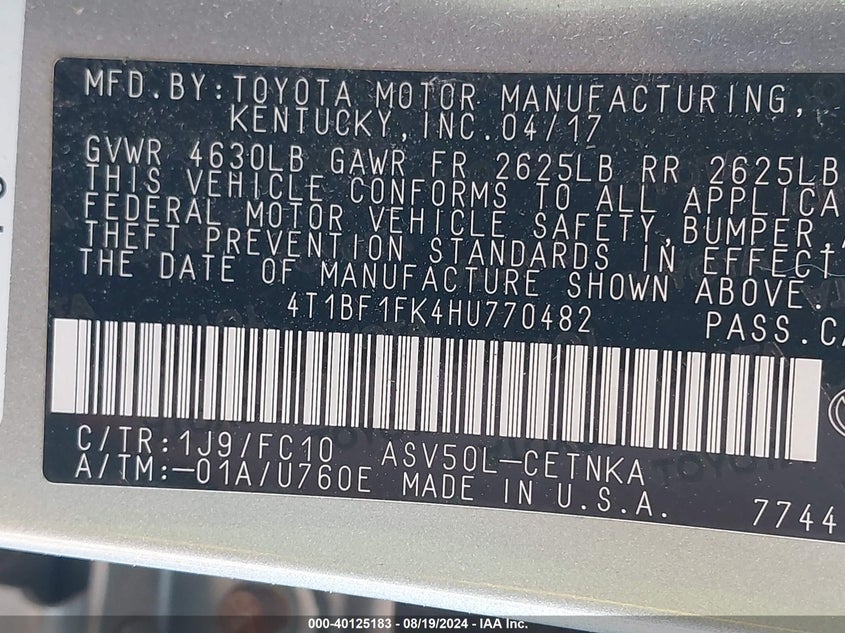 MFD.BY:TOYOTA MOTOR MANUFACTURING,
KENTUCKY,INC.04/17
GVWR 4630LB GAWR FR 2625LB RR 2625LB
THIS VEHICLE CONFORMS TO ALL APPLICA
FEDERAL MOTOR VEHICLE SAFETY,BUMPER,
THEFT PREVENTION STANDARDS IN EFFECT
THE DATE OF MANUFACTURE SHOWN ABOVE.
4T1BF1FK4HU770482 PASS.CA
C/TR:1J9/FC10 ASV50L-CETNKA
A/TM:-01A/U760E MADE IN U.S.A. 7744
000-40125183 - 08/19/2024 - IAA Inc.